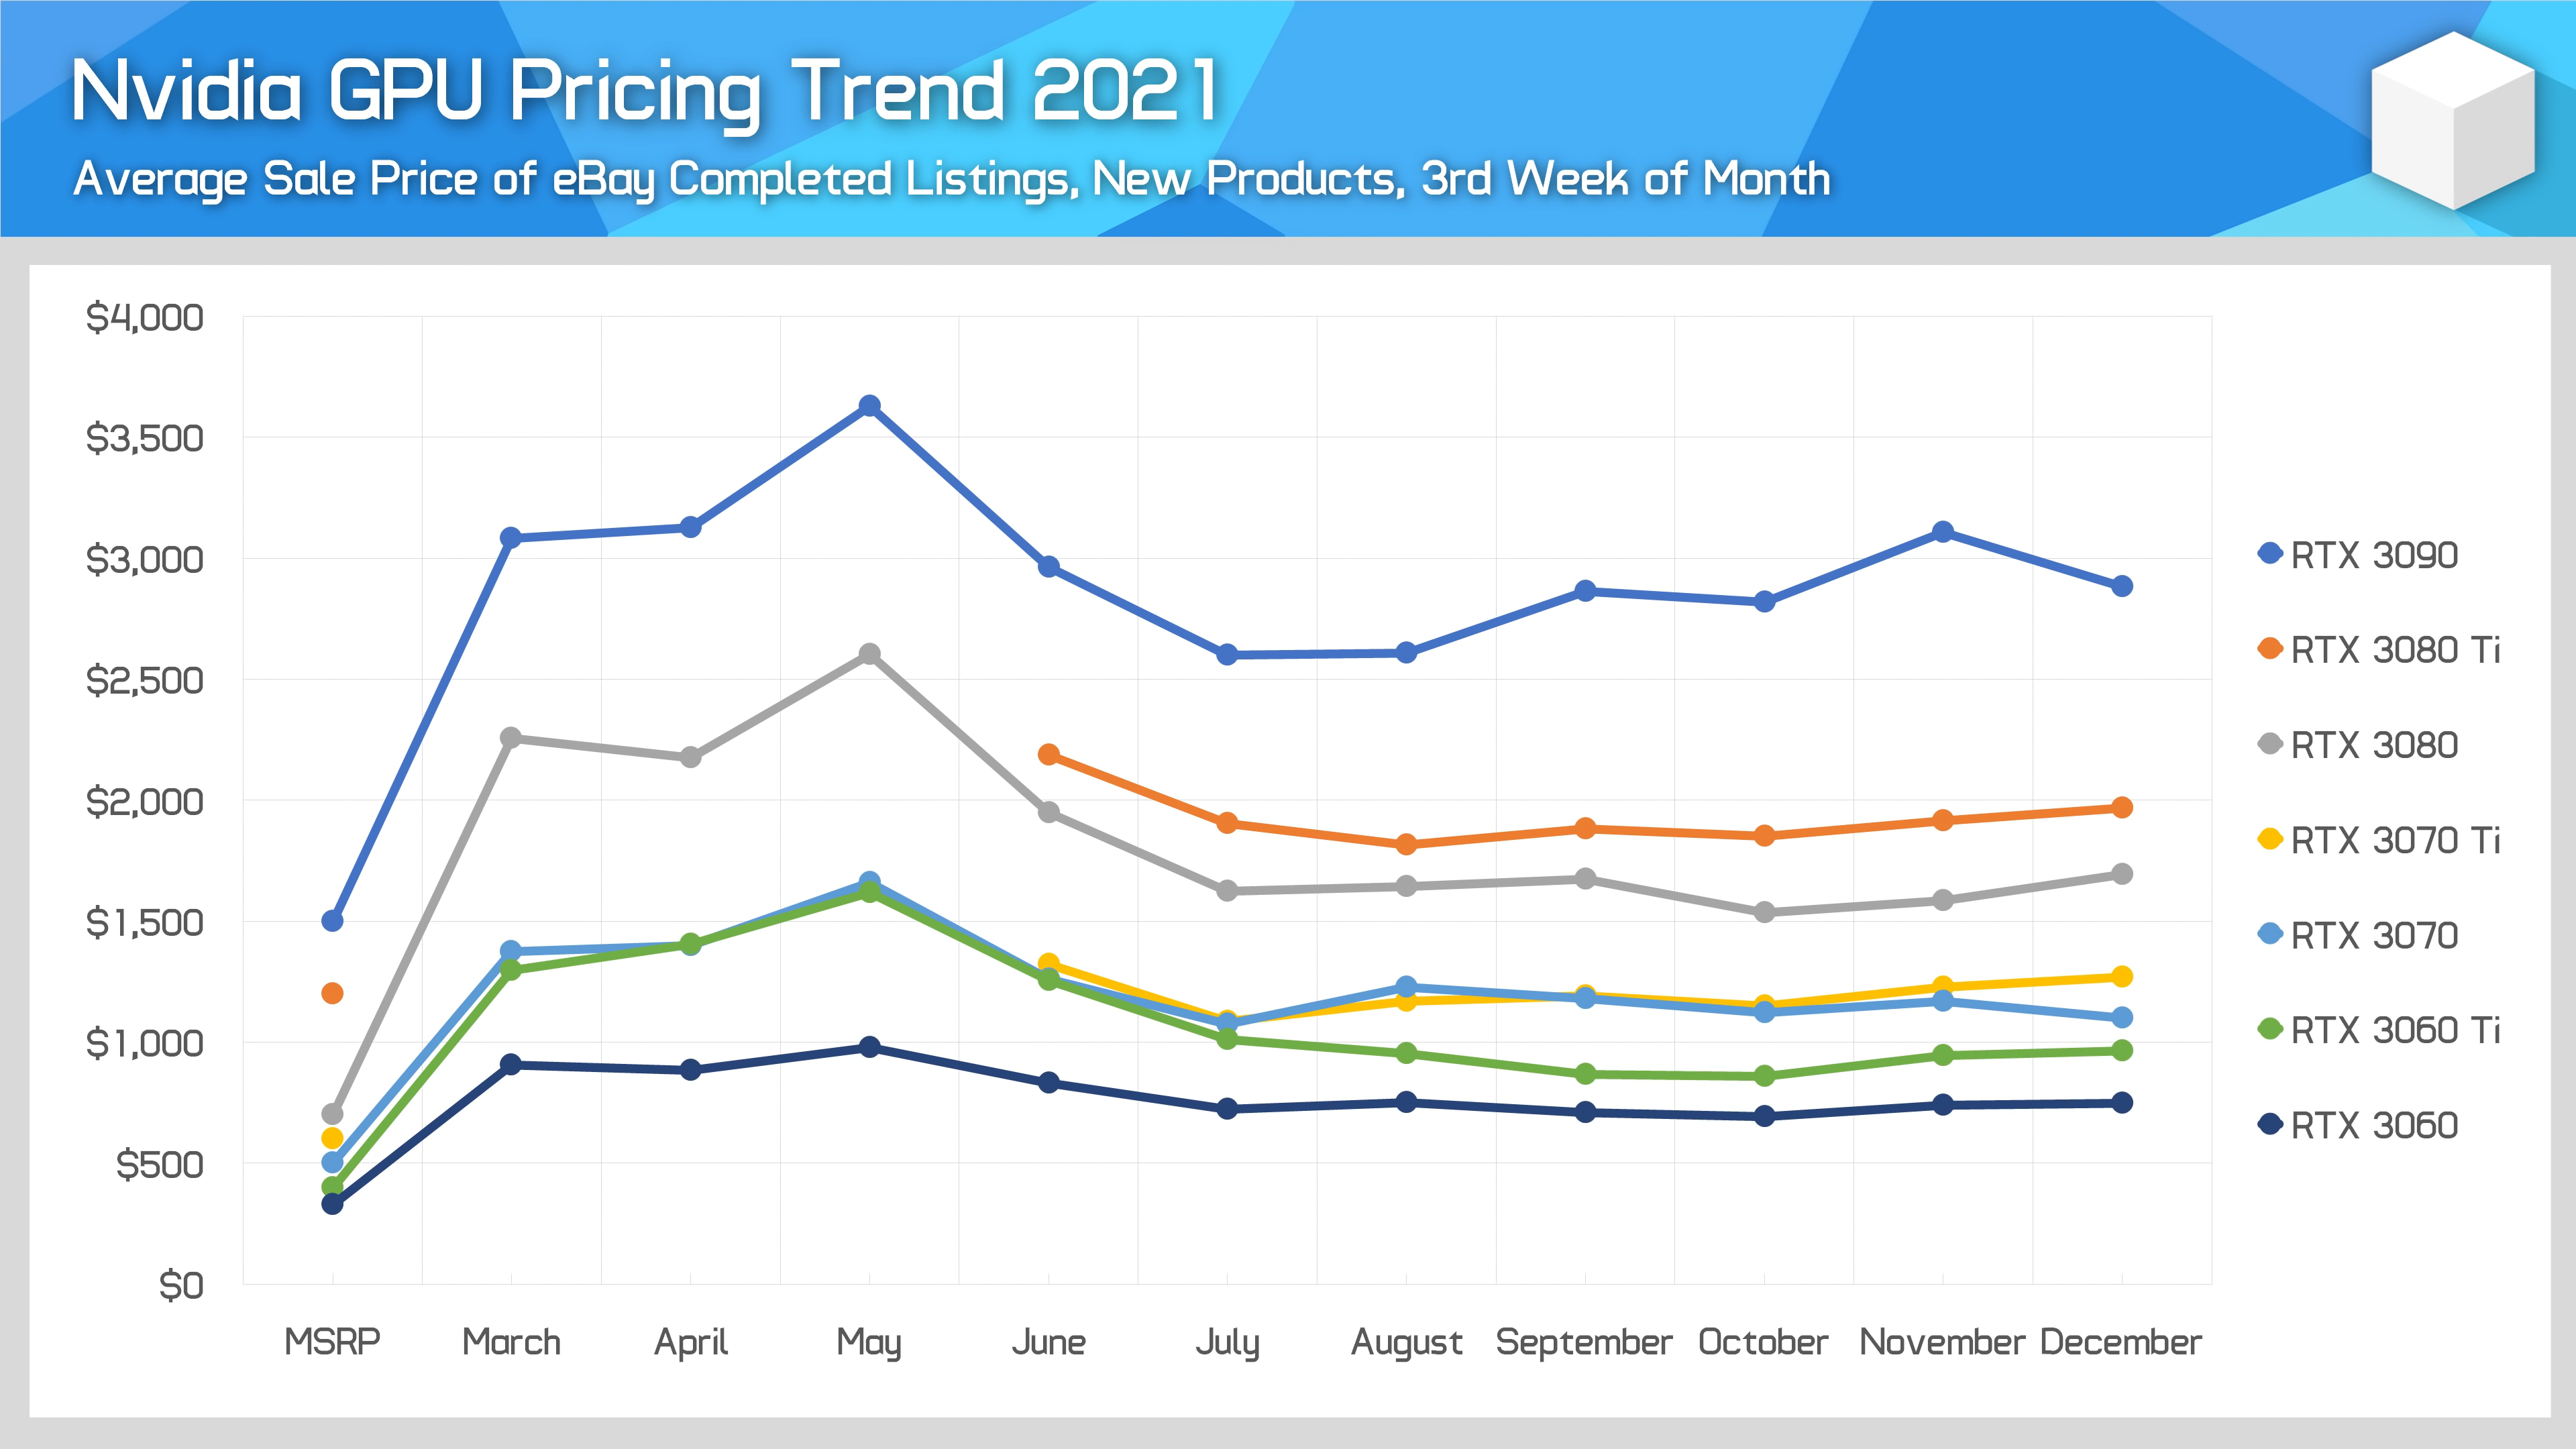 Nvidia GPU Pricing Trend 2021
Average Sale Price of eBay Completed Listings, New Products, 3rd Week of Month
$4,000
$3,500
$3,000
$2,500
$2,000
$1,500
$1,000
$500
$0
MSRP March April May June July August September October November December
RTX 3090
RTX 3080 Ti
RTX 3080
RTX 3070 Ti
RTX 3070
RTX 3060 Ti
RTX 3060